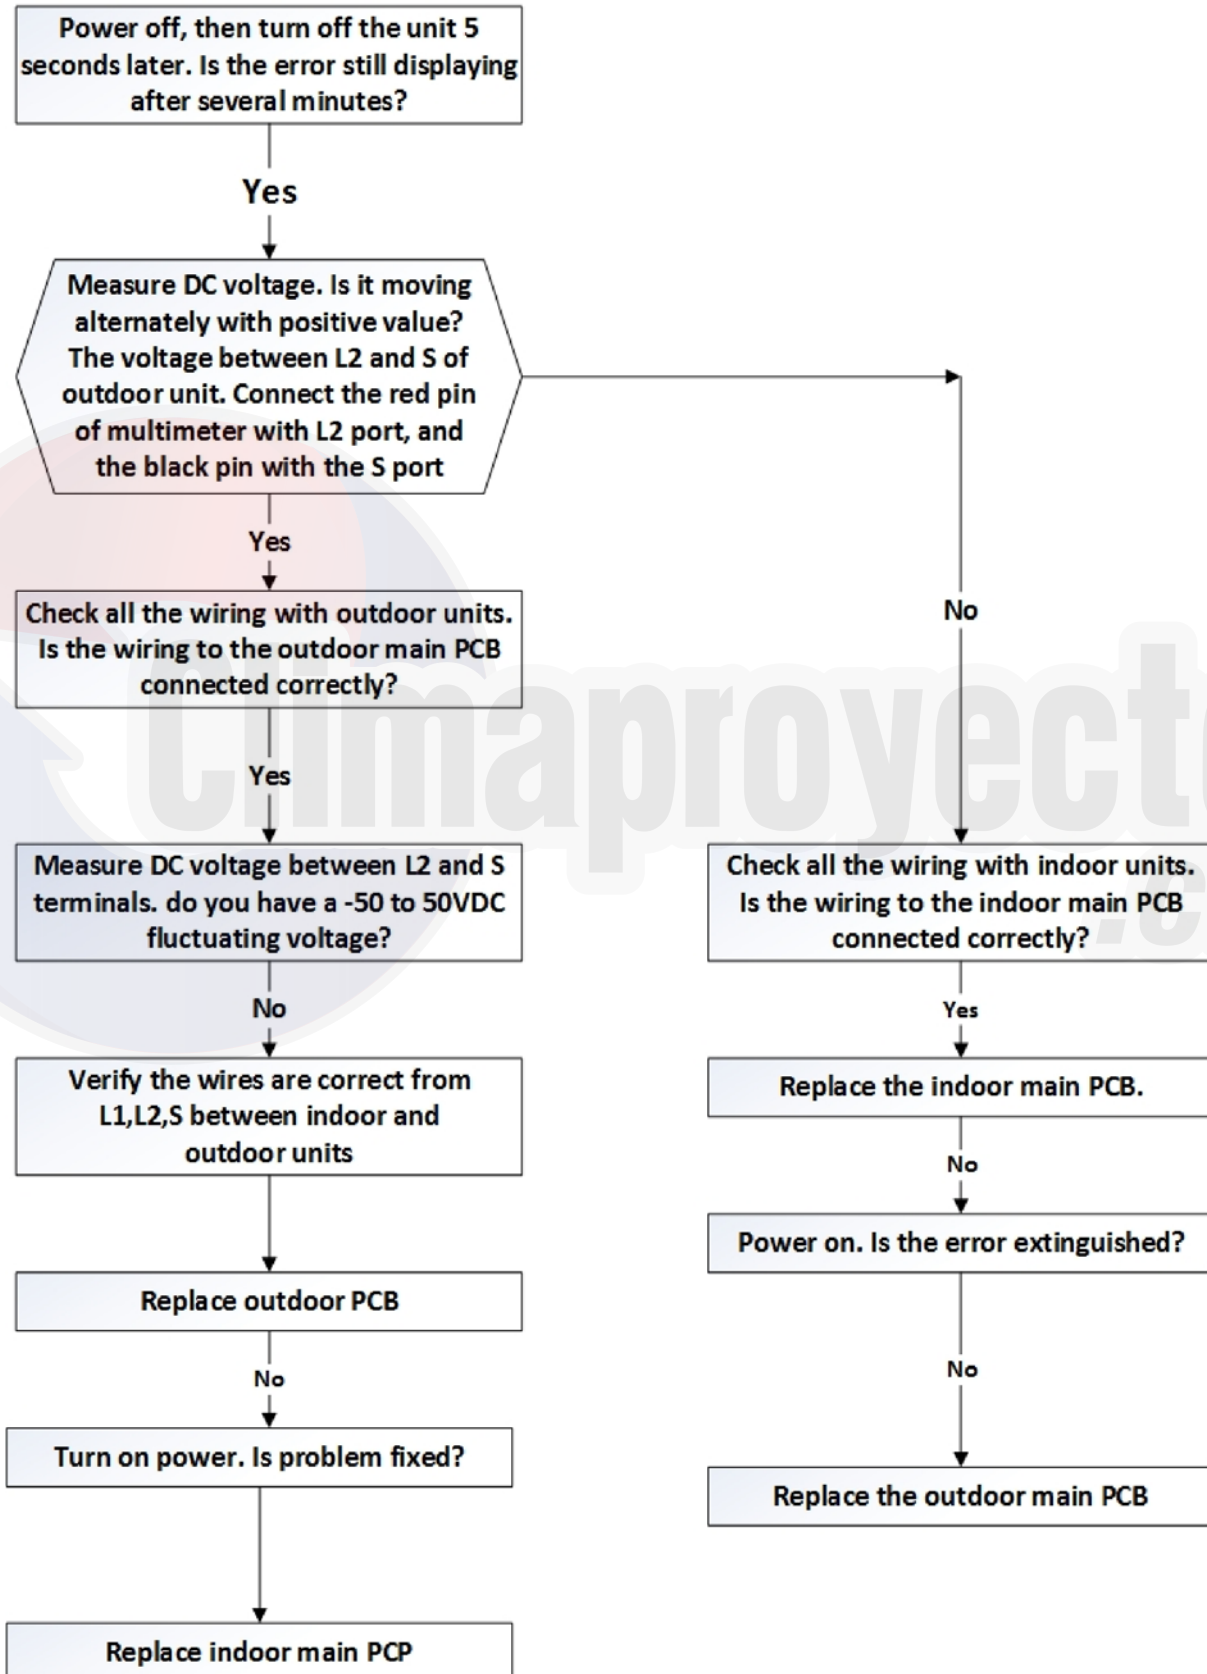 Power off, then turn off the unit 5
seconds later. Is the error still displaying
after several minutes?
Yes
Measure DC voltage. Is it moving
alternately with positive value?
The voltage between L2 and S of
outdoor unit. Connect the red pin
of multimeter with L2 port, and
the black pin with the S port
Yes
No
Check all the wiring with outdoor units.
Is the wiring to the outdoor main PCB
connected correctly?
Yes
Measure DC voltage between L2 and S
terminals. do you have a -50 to 50VDC
fluctuating voltage?
No
Verify the wires are correct from
L1,L2,S between indoor and
outdoor units
Replace outdoor PCB
No
Turn on power. Is problem fixed?
Replace indoor main PCP
Check all the wiring with indoor units.
Is the wiring to the indoor main PCB
connected correctly?
Yes
Replace the indoor main PCB.
No
Power on. Is the error extinguished?
No
Replace the outdoor main PCB
Climaproyecto
.c